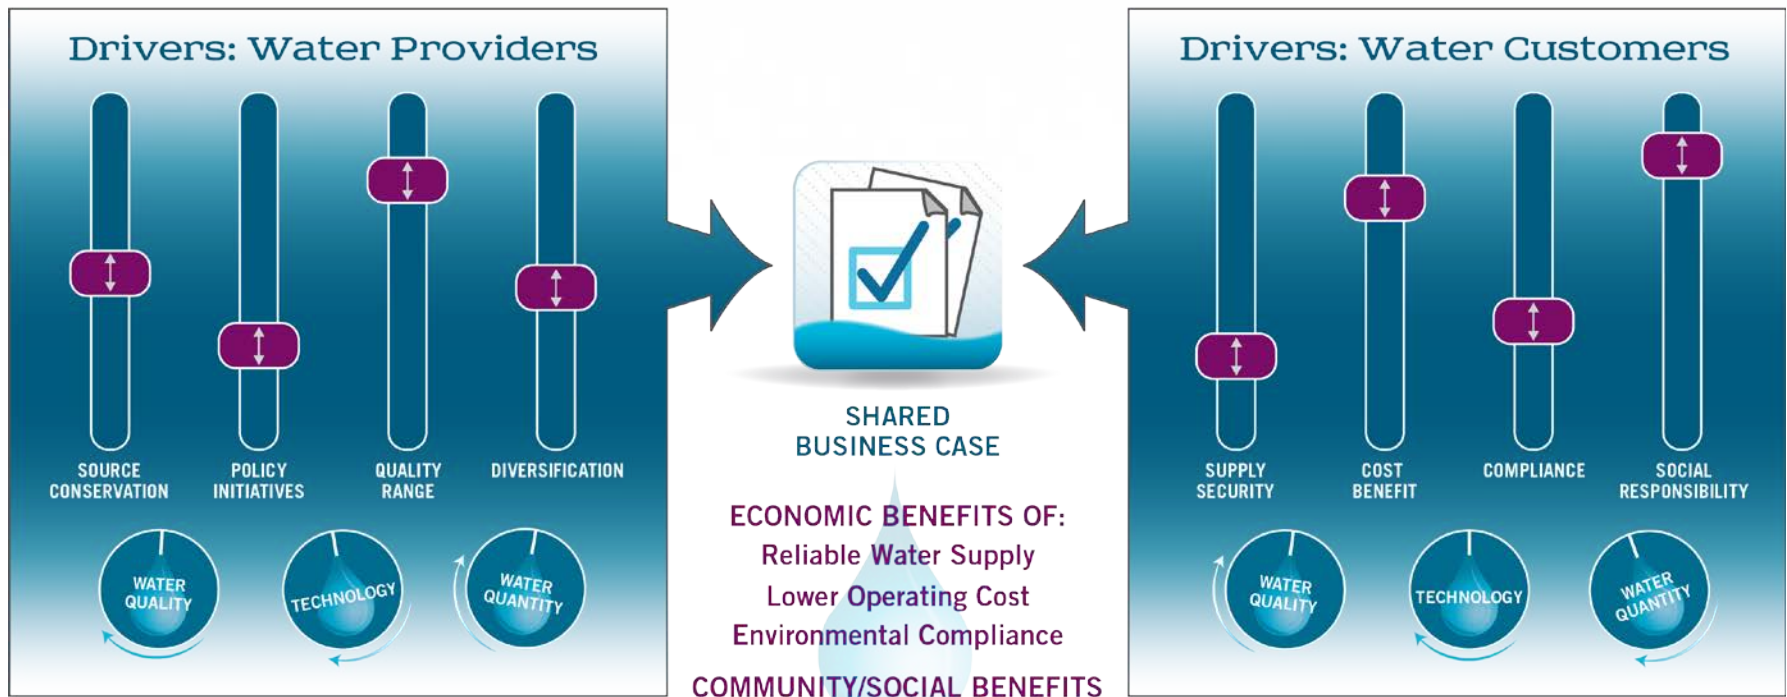 Drivers: Water Providers
SOURCE
CONSERVATION
POLICY
INITIATIVES
QUALITY
RANGE
DIVERSIFICATION
WATER
QUALITY
TECHNOLOGY
WATER
QUANTITY
SHARED
BUSINESS CASE
ECONOMIC BENEFITS OF:
Reliable Water Supply
Lower Operating Cost
Environmental Compliance
COMMUNITY/SOCIAL BENEFITS
Drivers: Water Customers
SUPPLY
SECURITY
COST
BENEFIT
COMPLIANCE
SOCIAL
RESPONSIBILITY
WATER
QUALITY
TECHNOLOGY
WATER
QUANTITY